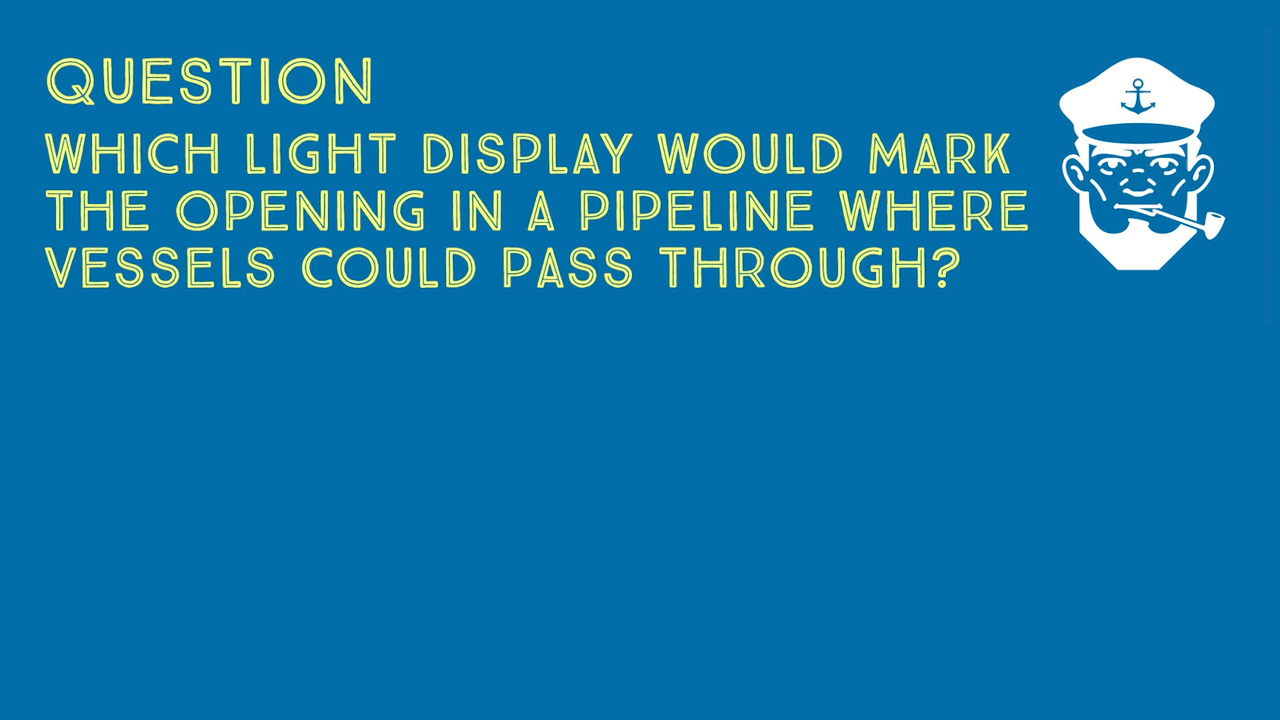 QUESTION
WHICH LIGHT DISPLAY WOULD MARK
THE OPENING IN A PIPELINE WHERE
VESSELS COULD PASS THROUGH?